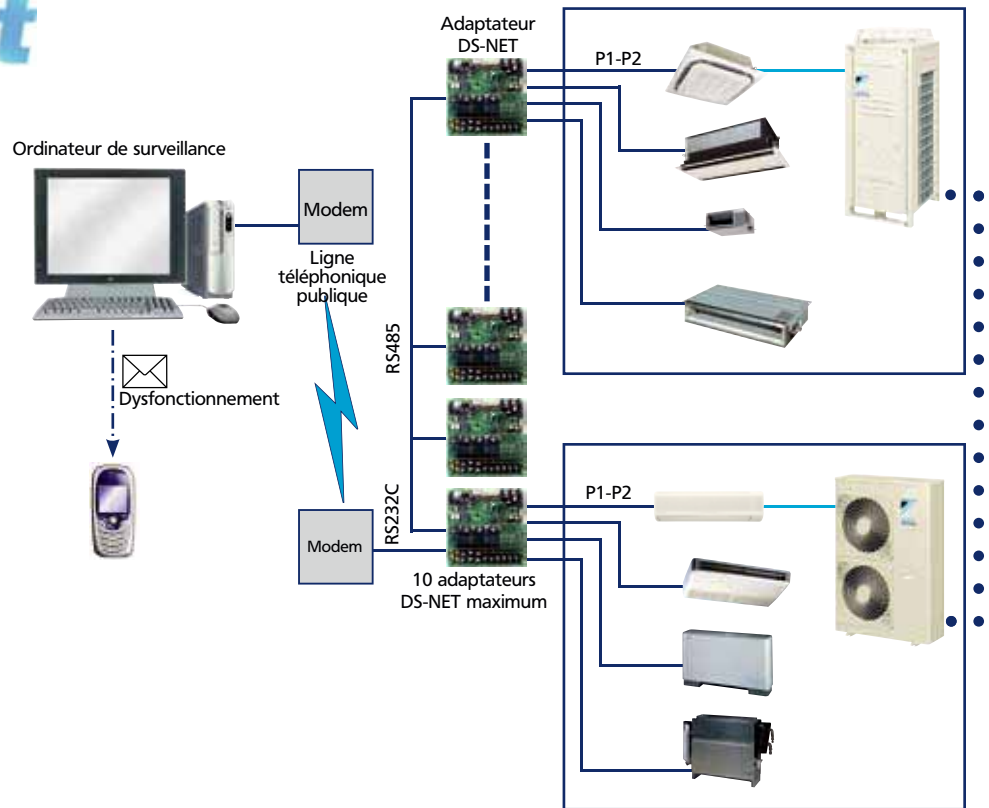 t
Adaptateur
DS-NET
P1-P2
Ordinateur de surveillance
Modem
Ligne
téléphonique
publique
RS485
Dysfonctionnement
RS232C
P1-P2
Modem
10 adaptateurs
DS-NET maximum